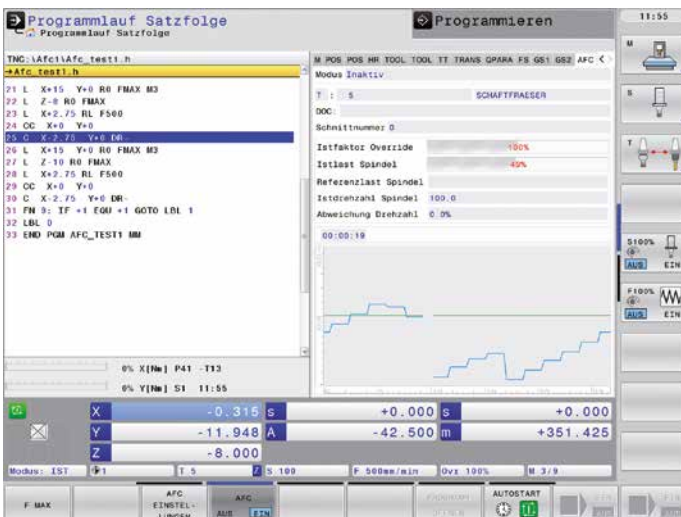 Programmlauf Satzfolge
Programmlauf Satzfolge
Programmieren
11:55
TNC:\Afc1\AFC_test1.h
→Afc_test1.h
21 L X+15 Y+0 R0 FMAX M3
22 L Z-8 R0 FMAX
23 L X+2.75 RL F500
24 CC X+0 Y+0
25 C X-2.75 Y+0 DR-
26 L X+15 Y+0 R0 FMAX M3
27 L Z-10 R0 FMAX
28 L X+2.75 RL F500
29 CC X+0 Y+0
30 C X-2.75 Y+0 DR-
31 FN 9: IF +1 EQU +1 GOTO LBL 1
32 LBL 0
33 END PGM AFC_TEST1 MM
0% X[Nm] P41 -T13
0% Y[Nm] S1 11:55
M POS POS HR TOOL TOOL TT TRANS QPARA FS GS1 GS2 AFC
Modus Inaktiv
T : 5 SCHAFTFRAESER
DOC:
Schnittnummer 0
Istfaktor Override 100%
Istlast Spindel
Referenzlast Spindel
Istdrehzahl Spindel 100.0
Abweichung Drehzahl 0.0%
00:00:19
X -0.315 S +0.000 S +0.000
Y -11.948 A -42.500 m +351.425
Z -8.000
Modus: IST 1 T 5 Z S 100 F 500mm/min Ovr 100% M 3/9
F MAX
AFC EINSTEL-
LUNGEN
AFC
AUS EIN
AUTOSTART
M
S
T
S100%
AUS EIN
F100%
AUS EIN